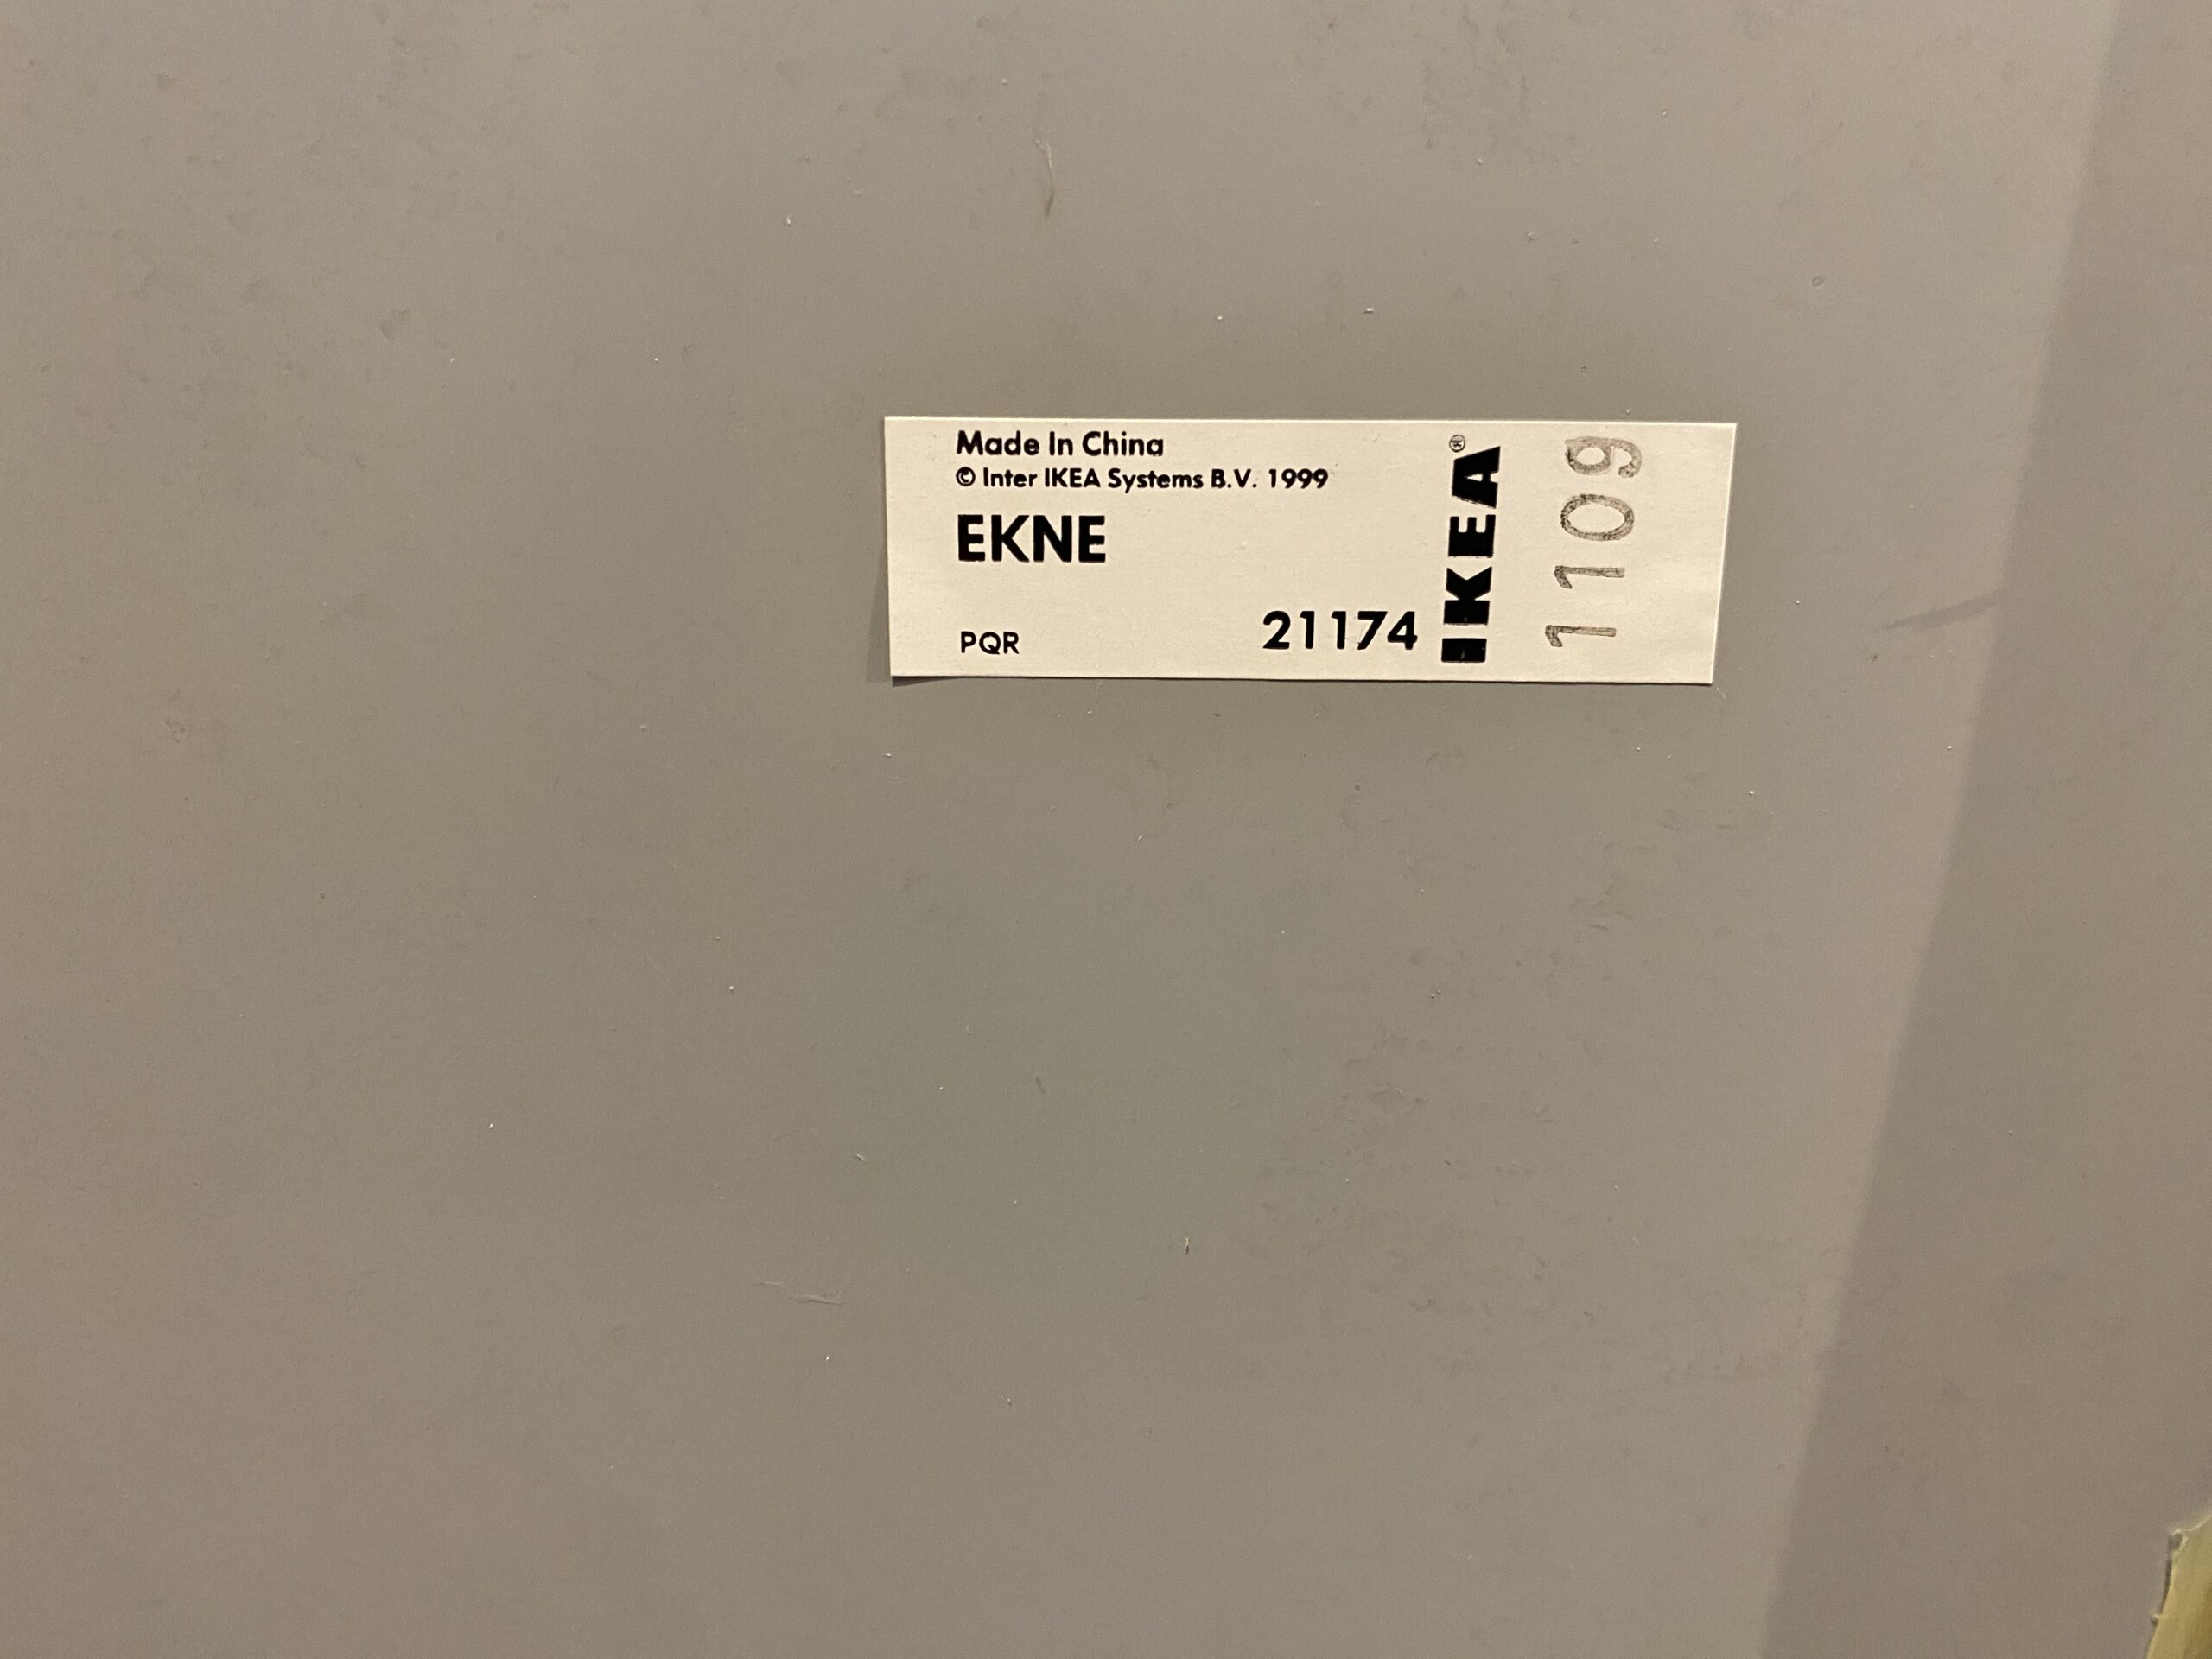 Made In China
© Inter IKEA Systems B.V. 1999
EKNE
PQR
21174
IKEA®
1109